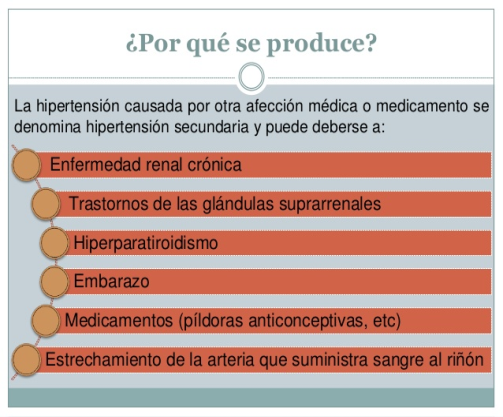 ¿Por qué se produce?
La hipertensión causada por otra afección médica o medicamento se
denomina hipertensión secundaria y puede deberse a:
Enfermedad renal crónica
Trastornos de las glándulas suprarrenales
Hiperparatiroidismo
Embarazo
Medicamentos (píldoras anticonceptivas, etc)
Estrechamiento de la arteria que suministra sangre al riñón